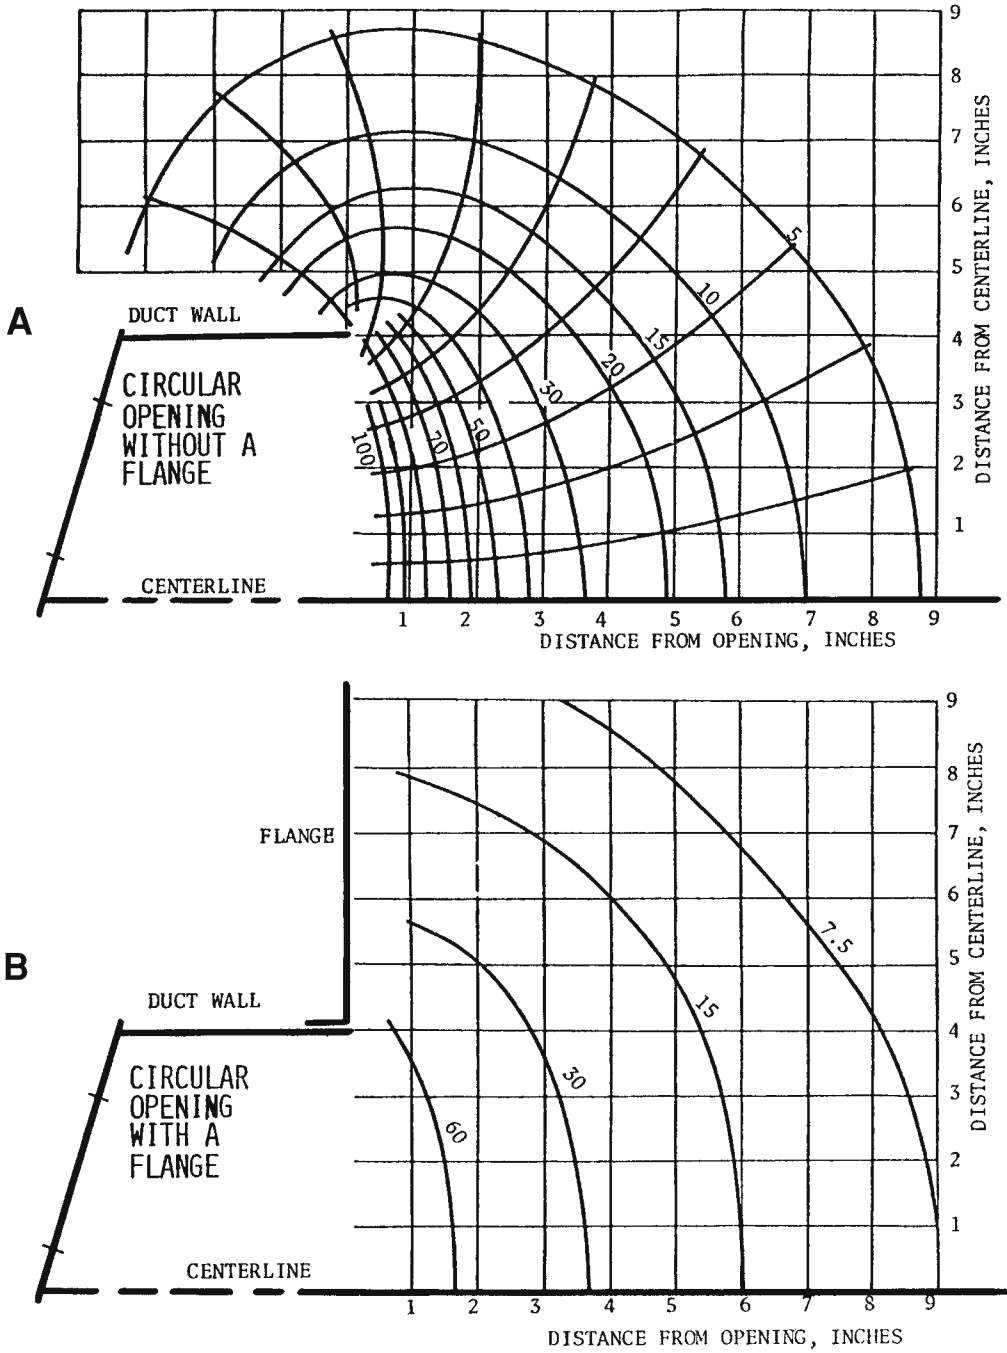 9
8
7
6
5
4
3
2
1
DISTANCE FROM CENTERLINE, INCHES
5
10
15
20
30
50
70
100
A
DUCT WALL
CIRCULAR
OPENING
WITHOUT A
FLANGE
CENTERLINE
1 2 3 4 5 6 7 8 9
DISTANCE FROM OPENING, INCHES
9
8
7
6
5
4
3
2
1
DISTANCE FROM CENTERLINE, INCHES
FLANGE
7.5
15
30
60
B
DUCT WALL
CIRCULAR
OPENING
WITH A
FLANGE
CENTERLINE
1 2 3 4 5 6 7 8 9
DISTANCE FROM OPENING, INCHES